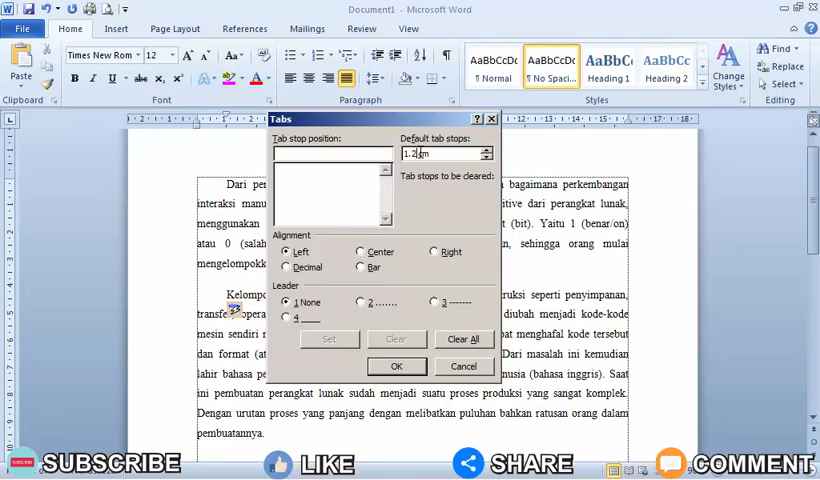 Document1 - Microsoft Word
File Home Insert Page Layout References Mailings Review View
Paste
Clipboard
Times New Rom 12
Font
Paragraph
AaBbCcDc AaBbCcDc AaBbCc AaBbCc
¶ Normal ¶ No Spaci... Heading 1 Heading 2
Change Styles
Styles
Find
Replace
Select
Editing
Tabs
Tab stop position:
Default tab stops:
1.2 cm
Tab stops to be cleared:
Alignment
Left Center Right
Decimal Bar
Leader
1 None 2 ....... 3 -------
4 ____
Set Clear Clear All
OK Cancel
Dari per bagaimana perkembangan
interaksi manu itive dari perangkat lunak,
menggunakan t (bit). Yaitu 1 (benar/on)
atau 0 (salah , sehingga orang mulai
mengelompokk
Kelompo ruksi seperti penyimpanan,
transfer, opera diubah menjadi kode-kode
mesin sendiri pat menghafal kode tersebut
dan format (at Dari masalah ini kemudian
lahir bahasa pe nusia (bahasa inggris). Saat
ini pembuatan perangkat lunak sudah menjadi suatu proses produksi yang sangat komplek.
Dengan urutan proses yang panjang dengan melibatkan puluhan bahkan ratusan orang dalam
pembuatannya.
SUBSCRIBE LIKE SHARE COMMENT